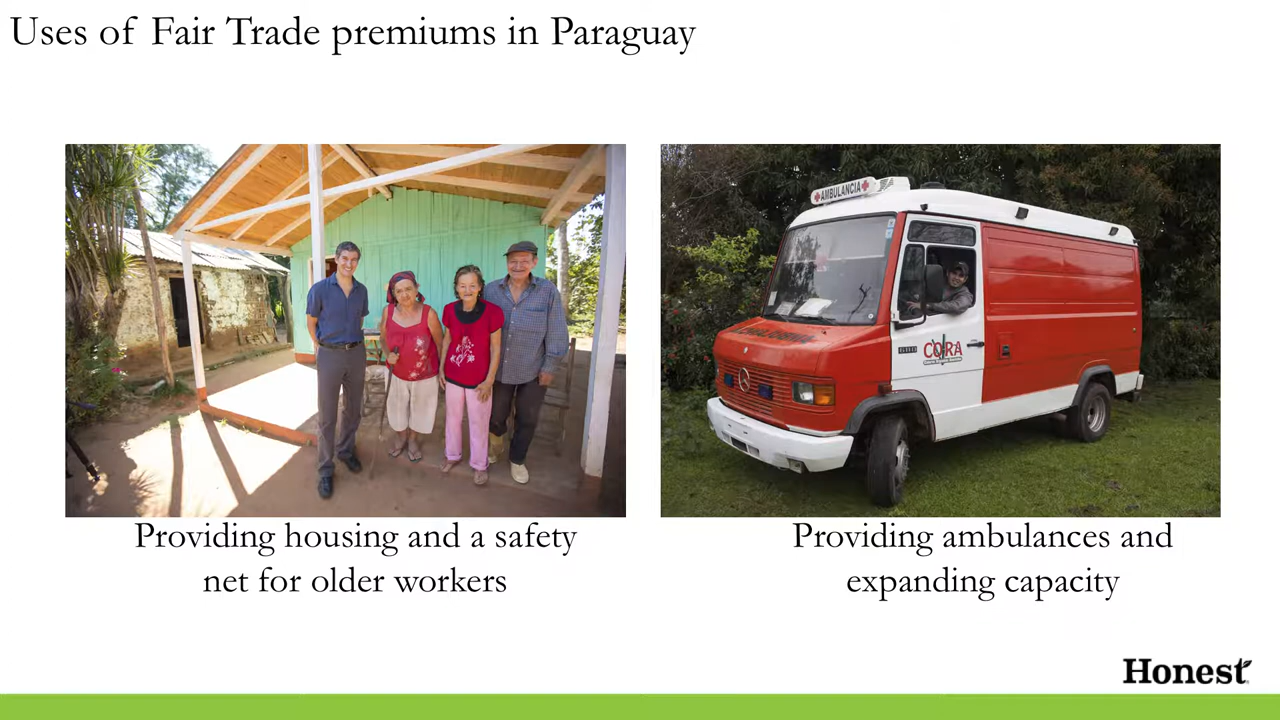 Uses of Fair Trade premiums in Paraguay
AMBULANCIA
CORA
Providing housing and a safety
net for older workers
Providing ambulances and
expanding capacity
Honest